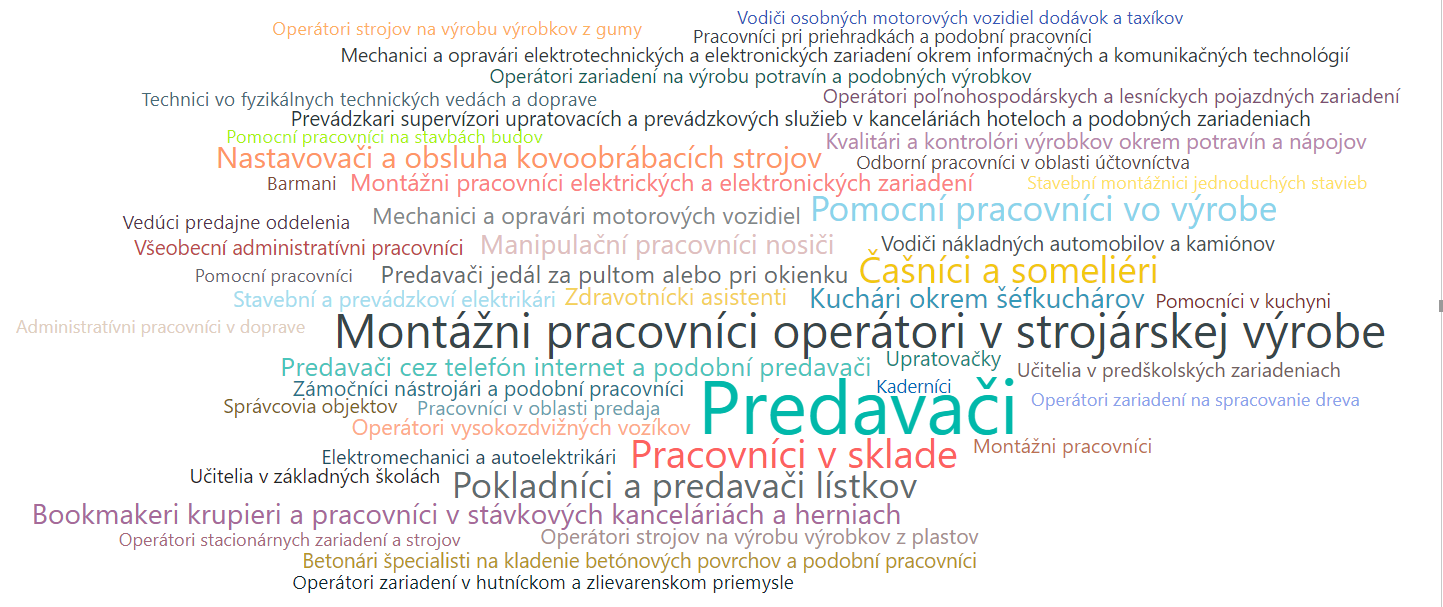 Vodiči osobných motorových vozidiel dodávok a taxíkov
Operátori strojov na výrobu výrobkov z gumy
Pracovníci pri priehradkách a podobní pracovníci
Mechanici a opravári elektrotechnických a elektronických zariadení okrem informačných a komunikačných technológií
Operátori zariadení na výrobu potravín a podobných výrobkov
Technici vo fyzikálnych technických vedách a doprave
Operátori poľnohospodárskych a lesníckych pojazdných zariadení
Prevádzkari supervízori upratovacích a prevádzkových služieb v kanceláriách hoteloch a podobných zariadeniach
Pomocní pracovníci na stavbách budov
Kvalitári a kontrolóri výrobkov okrem potravín a nápojov
Nastavovači a obsluha kovoobrábacích strojov
Odborní pracovníci v oblasti účtovníctva
Barmani
Montážni pracovníci elektrických a elektronických zariadení
Stavební montážnici jednoduchých stavieb
Vedúci predajne oddelenia
Mechanici a opravári motorových vozidiel
Pomocní pracovníci vo výrobe
Všeobecní administratívni pracovníci
Manipulační pracovníci nosiči
Vodiči nákladných automobilov a kamiónov
Pomocní pracovníci
Predavači jedál za pultom alebo pri okienku
Čašníci a someliéri
Stavební a prevádzkoví elektrikári
Zdravotnícki asistenti
Kuchári okrem šéfkuchárov
Pomocníci v kuchyni
Administratívni pracovníci v doprave
Montážni pracovníci operátori v strojárskej výrobe
Predavači cez telefón internet a podobní predavači
Upratovačky
Učitelia v predškolských zariadeniach
Zámočníci nástrojári a podobní pracovníci
Kaderníci
Správcovia objektov
Pracovníci v oblasti predaja
Predavači
Operátori zariadení na spracovanie dreva
Operátori vysokozdvižných vozíkov
Elektromechanici a autoelektrikári
Pracovníci v sklade
Montážni pracovníci
Učitelia v základných školách
Pokladníci a predavači lístkov
Bookmakeri krupieri a pracovníci v stávkových kanceláriách a herniach
Operátori stacionárnych zariadení a strojov
Operátori strojov na výrobu výrobkov z plastov
Betonári špecialisti na kladenie betónových povrchov a podobní pracovníci
Operátori zariadení v hutníckom a zlievarenskom priemysle